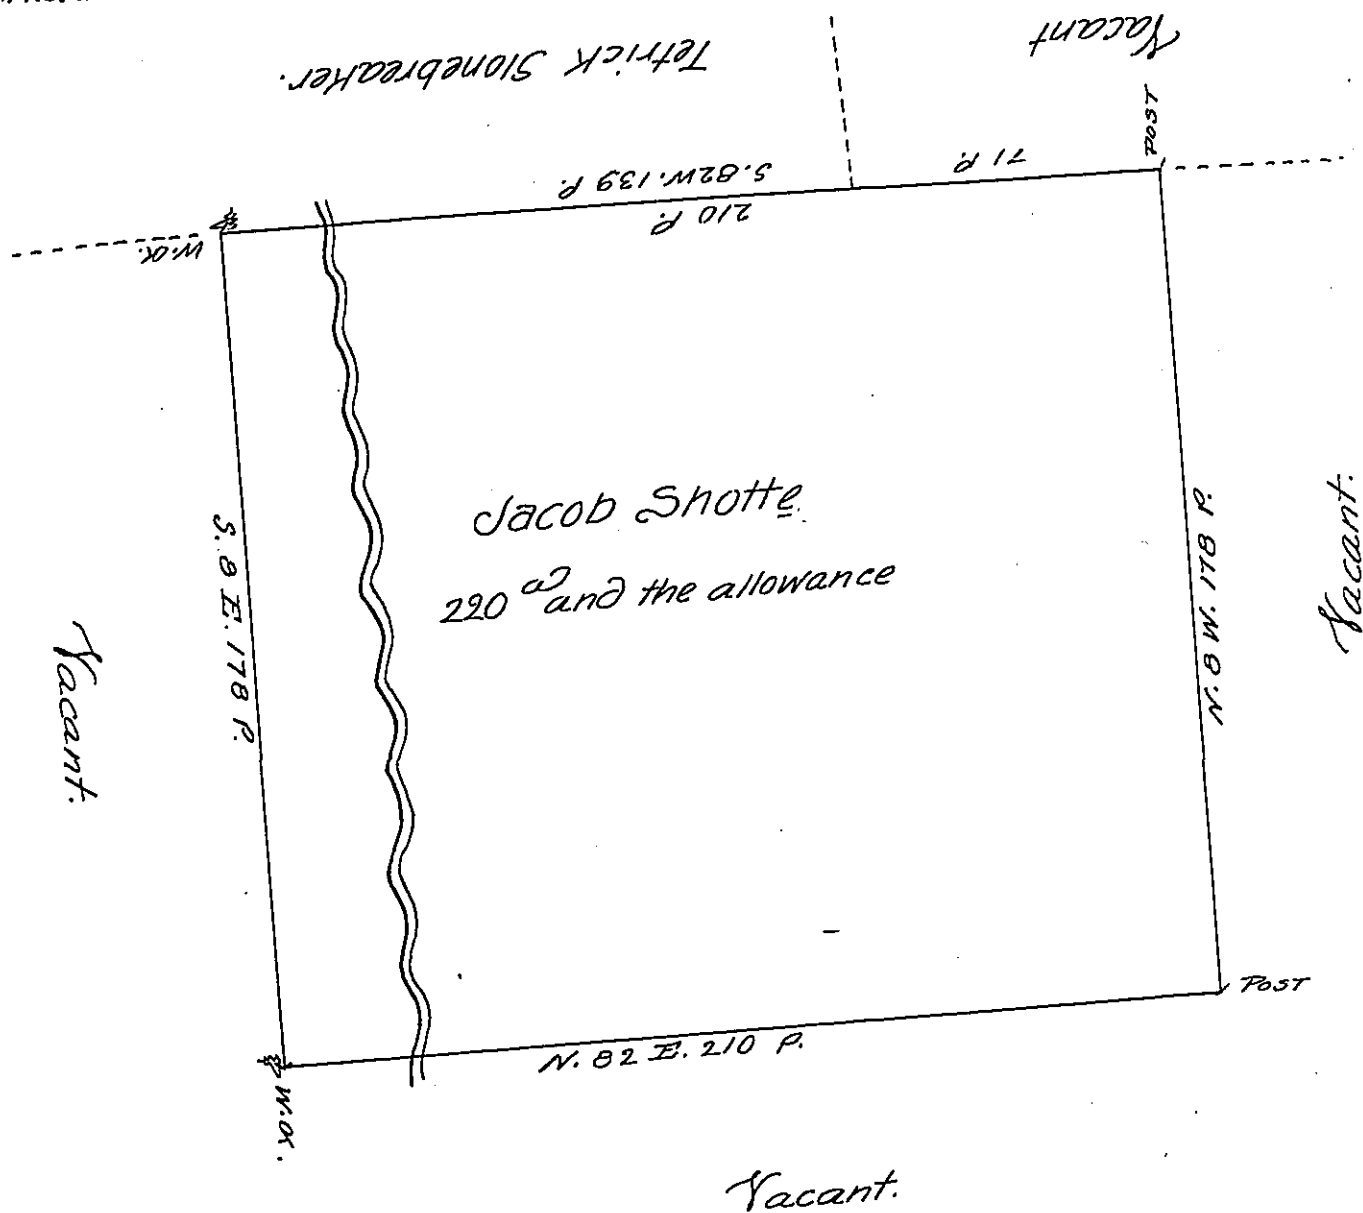 Tetrick Stonebreaker.
Vacant
POST
S.82W.139 P.
71 P.
210 P.
W.O.
Jacob Shotte
220 a and the allowance
S. 8 E. 178 P.
N. 8 W. 178 P.
Vacant.
Vacant.
POST
N. 82 E. 210 P.
W.O.
Vacant.